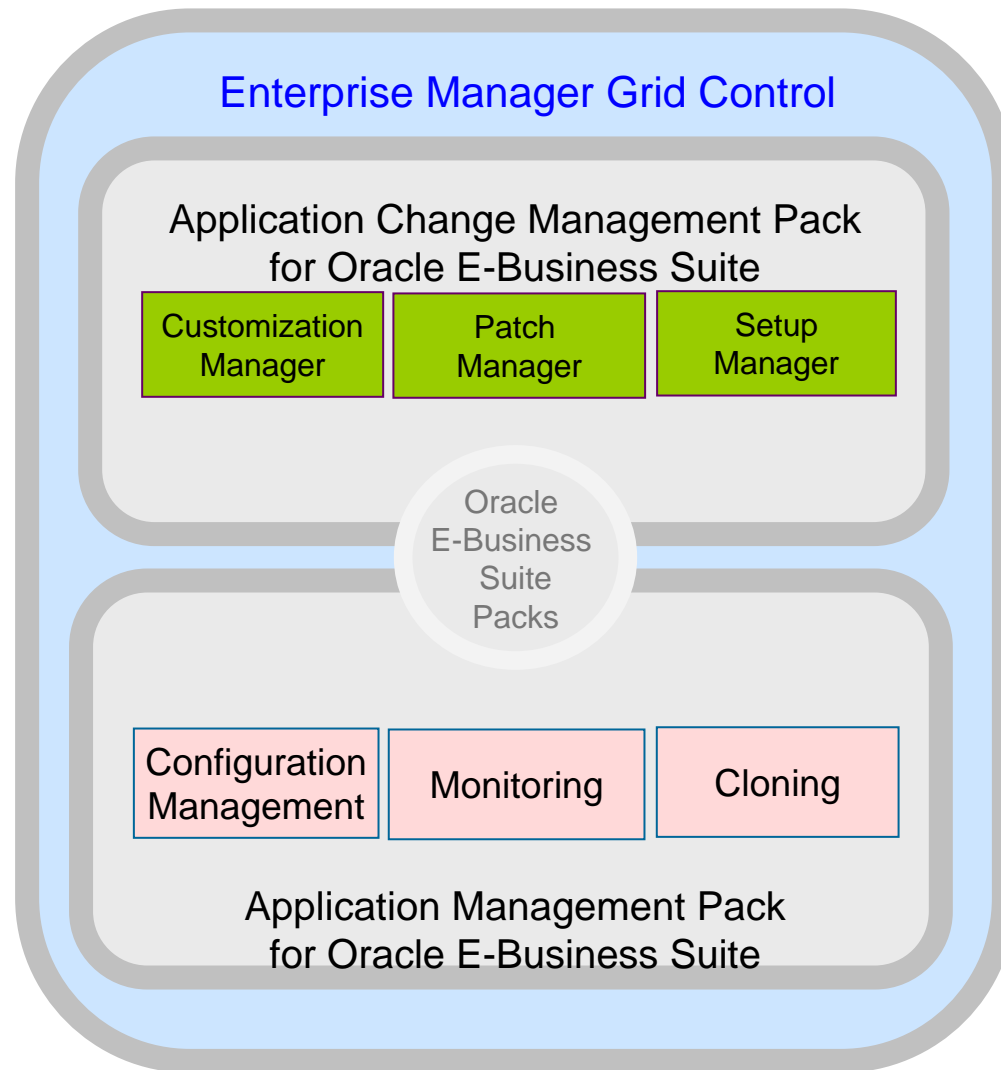 Enterprise Manager Grid Control
Application Change Management Pack
for Oracle E-Business Suite
Customization
Manager
Patch
Manager
Setup
Manager
Oracle
E-Business
Suite
Packs
Configuration
Management
Monitoring
Cloning
Application Management Pack
for Oracle E-Business Suite